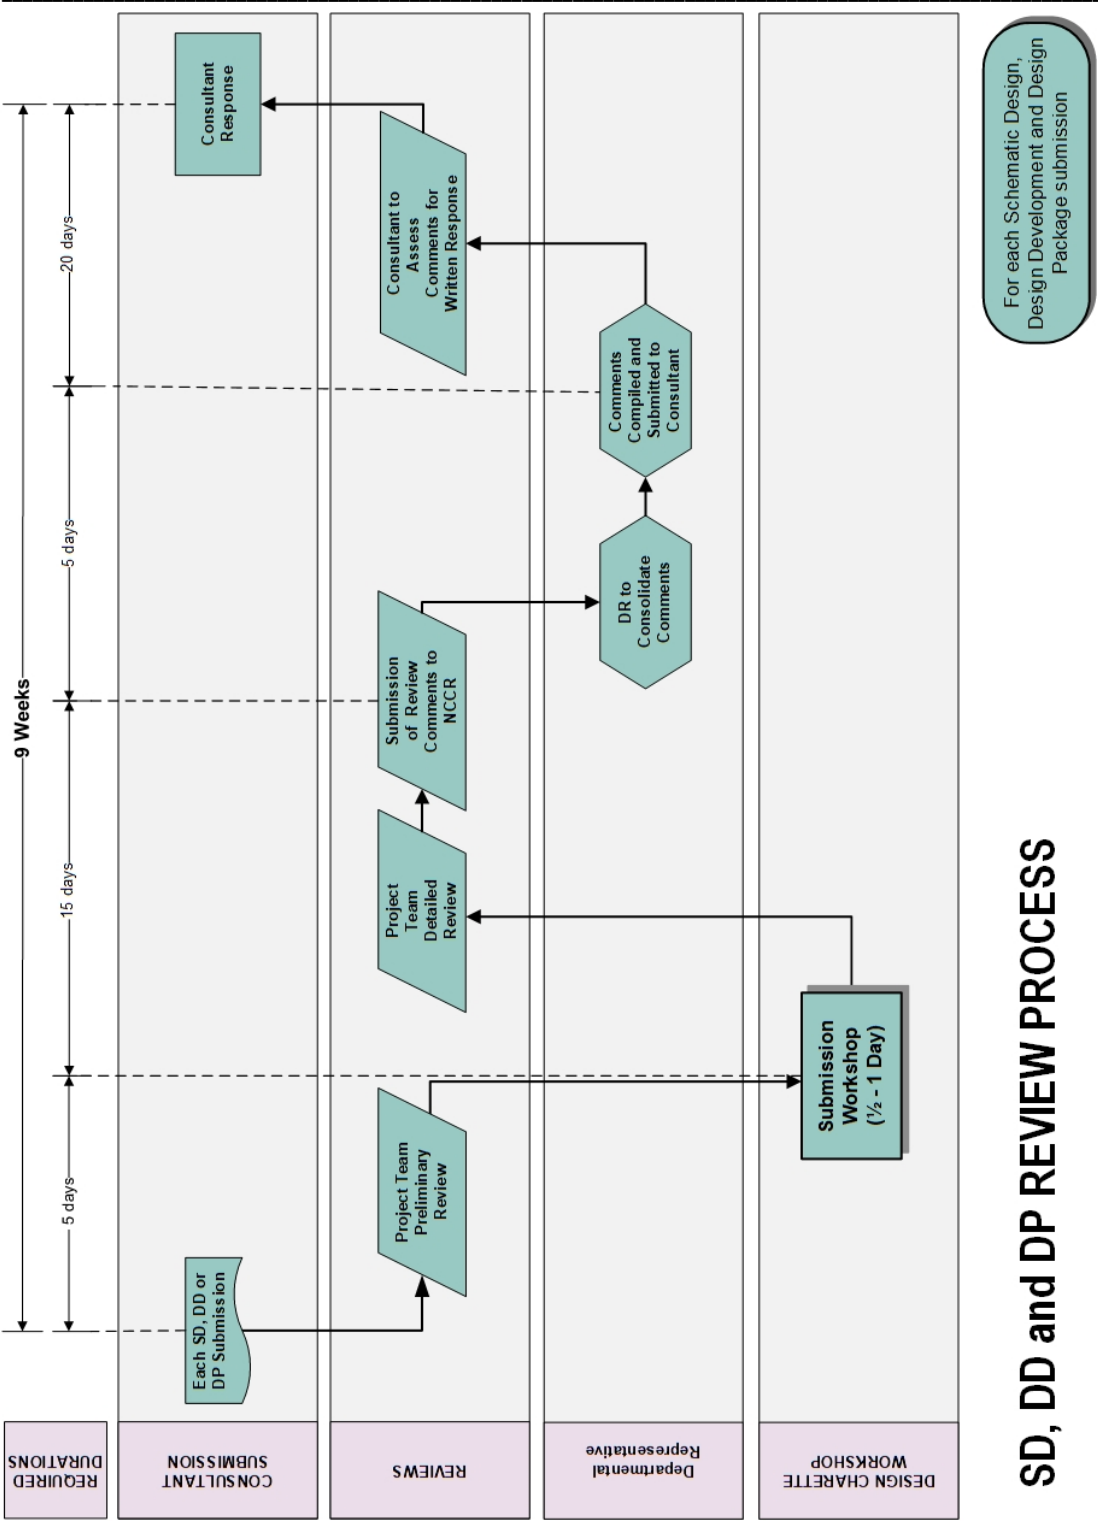 REQUIRED
DURATIONS
9 Weeks
5 days
15 days
5 days
20 days
CONSULTANT
SUBMISSION
Each SD, DD or
DP Submission
Consultant
Response
REVIEWS
Project Team
Preliminary
Review
Project
Team
Detailed
Review
Submission
of Review
Comments to
NCCR
Consultant to
Assess
Comments for
Written Response
Departmental
Representative
DR to
Consolidate
Comments
Comments
Compiled and
Submitted to
Consultant
DESIGN CHARETTE
WORKSHOP
Submission
Workshop
(½ - 1 Day)
SD, DD and DP REVIEW PROCESS
For each Schematic Design,
Design Development and Design
Package submission